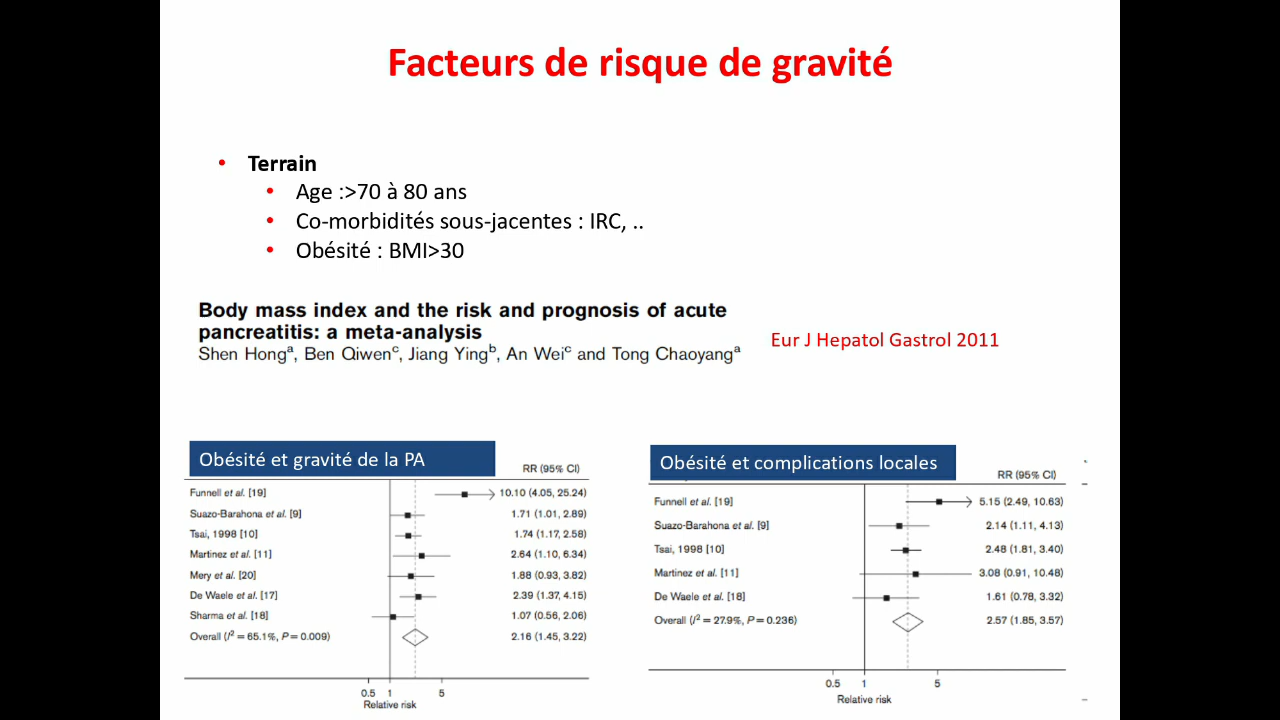 Facteurs de risque de gravité
• Terrain
• Age :>70 à 80 ans
• Co-morbidités sous-jacentes : IRC, ..
• Obésité : BMI>30
Body mass index and the risk and prognosis of acute
pancreatitis: a meta-analysis
Shen Hongᵃ, Ben Qiwenᶜ, Jiang Yingᵇ, An Weiᶜ and Tong Chaoyangᵃ
Eur J Hepatol Gastrol 2011
Obésité et gravité de la PA
RR (95% CI)
Funnell et al. [19] 10.10 (4.05, 25.24)
Suazo-Barahona et al. [9] 1.71 (1.01, 2.89)
Tsai, 1998 [10] 1.74 (1.17, 2.58)
Martinez et al. [11] 2.64 (1.10, 6.34)
Mery et al. [20] 1.88 (0.93, 3.82)
De Waele et al. [17] 2.39 (1.37, 4.15)
Sharma et al. [18] 1.07 (0.56, 2.06)
Overall (I² = 65.1%, P = 0.009) 2.16 (1.45, 3.22)
0.5 1 5
Relative risk
Obésité et complications locales
RR (95% CI)
Funnell et al. [19] 5.15 (2.49, 10.63)
Suazo-Barahona et al. [9] 2.14 (1.11, 4.13)
Tsai, 1998 [10] 2.48 (1.81, 3.40)
Martinez et al. [11] 3.08 (0.91, 10.48)
De Waele et al. [18] 1.61 (0.78, 3.32)
Overall (I² = 27.9%, P = 0.236) 2.57 (1.85, 3.57)
0.5 1 5
Relative risk